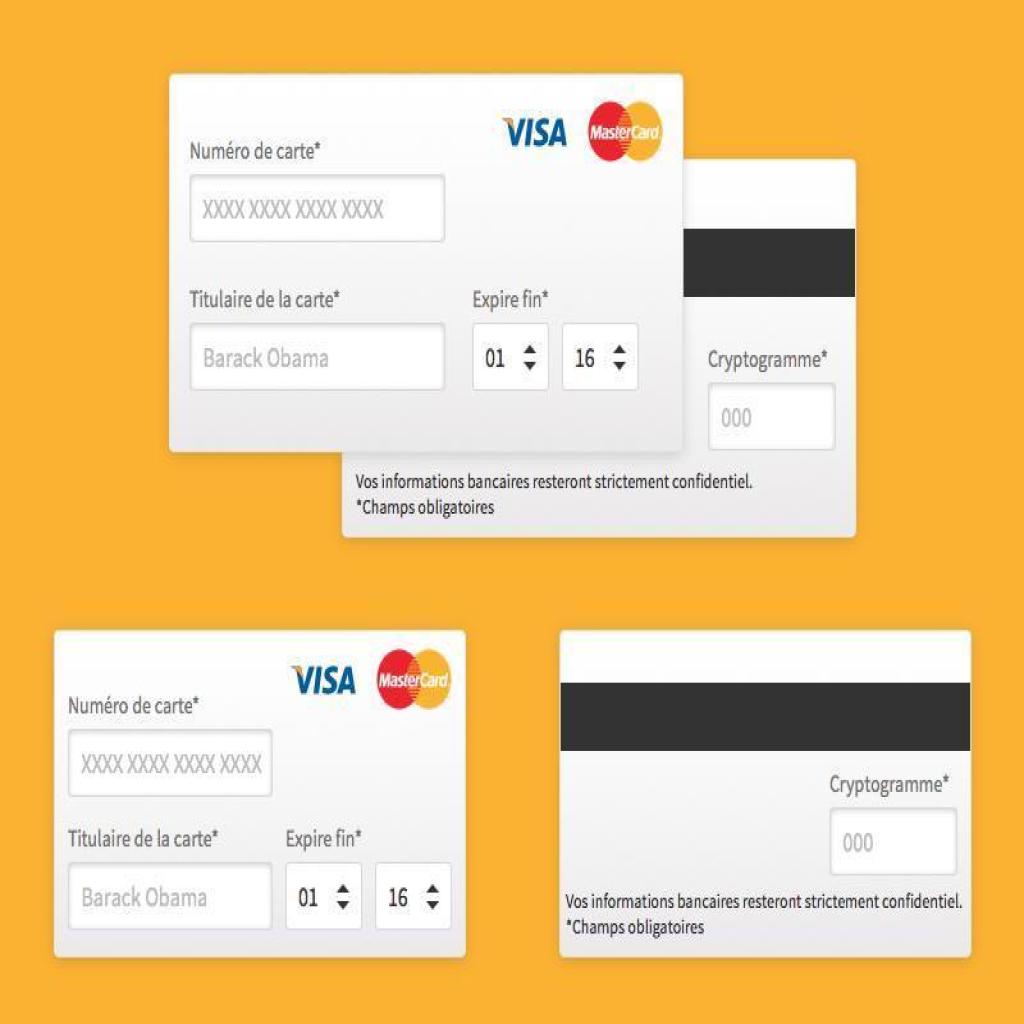 VISA MasterCard
Numéro de carte*
XXXX XXXX XXXX XXXX
Titulaire de la carte* Expire fin*
Barack Obama 01 16
Cryptogramme*
000
Vos informations bancaires resteront strictement confidentiel.
*Champs obligatoires
VISA MasterCard
Numéro de carte*
XXXX XXXX XXXX XXXX
Titulaire de la carte* Expire fin*
Barack Obama 01 16
Cryptogramme*
000
Vos informations bancaires resteront strictement confidentiel.
*Champs obligatoires